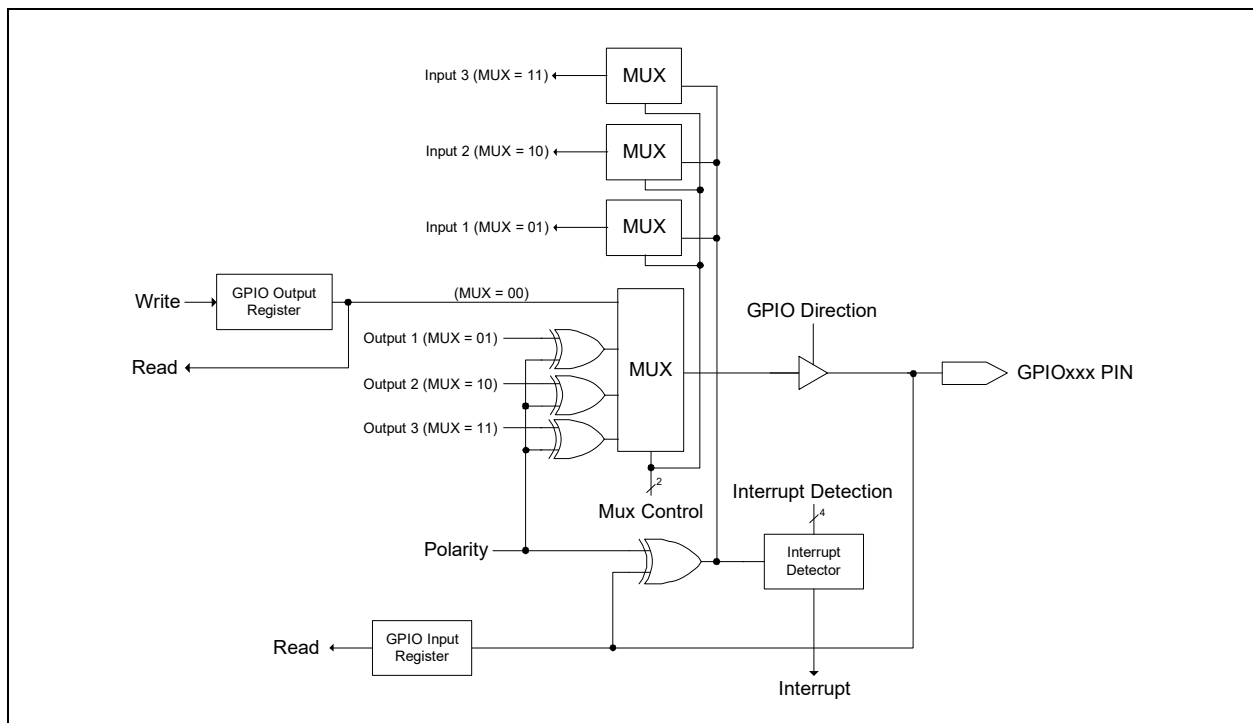 Input 3 (MUX = 11)
MUX
Input 2 (MUX = 10)
MUX
Input 1 (MUX = 01)
MUX
Write
GPIO Output
Register
(MUX = 00)
GPIO Direction
Output 1 (MUX = 01)
Read
MUX
GPIOxxx PIN
Output 2 (MUX = 10)
Output 3 (MUX = 11)
2
Mux Control
Interrupt Detection
4
Polarity
Interrupt
Detector
Read
GPIO Input
Register
Interrupt